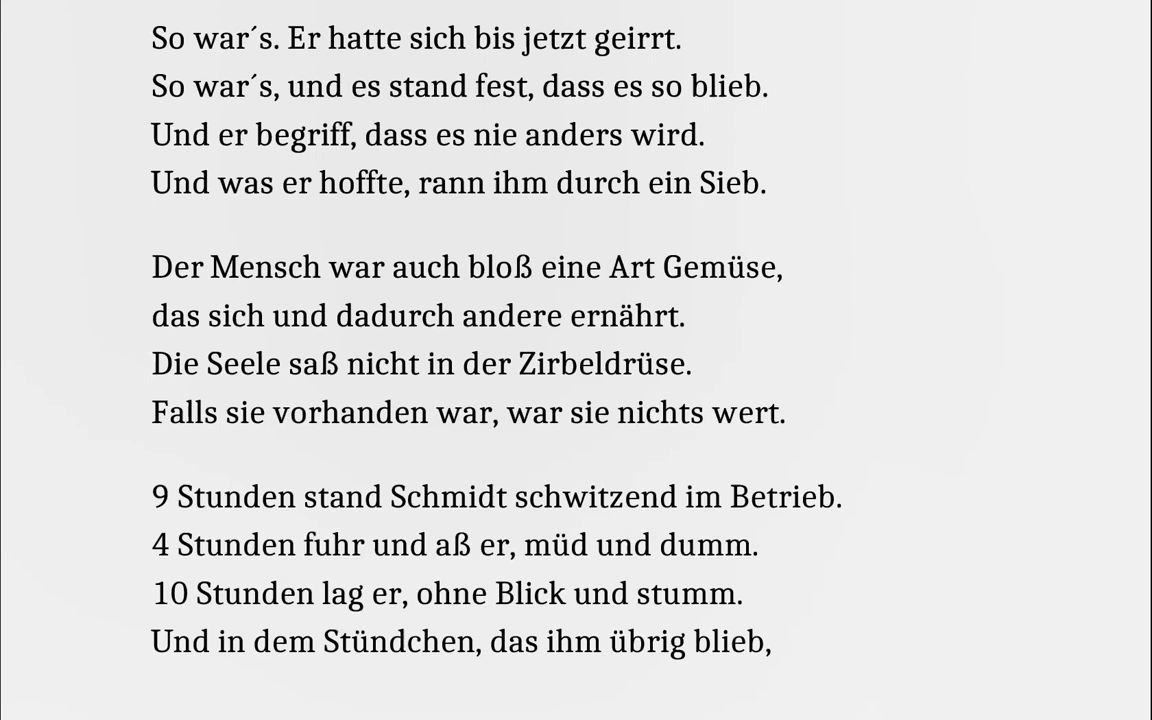 So war´s. Er hatte sich bis jetzt geirrt.
So war´s, und es stand fest, dass es so blieb.
Und er begriff, dass es nie anders wird.
Und was er hoffte, rann ihm durch ein Sieb.
Der Mensch war auch bloß eine Art Gemüse,
das sich und dadurch andere ernährt.
Die Seele saß nicht in der Zirbeldrüse.
Falls sie vorhanden war, war sie nichts wert.
9 Stunden stand Schmidt schwitzend im Betrieb.
4 Stunden fuhr und aß er, müd und dumm.
10 Stunden lag er, ohne Blick und stumm.
Und in dem Stündchen, das ihm übrig blieb,